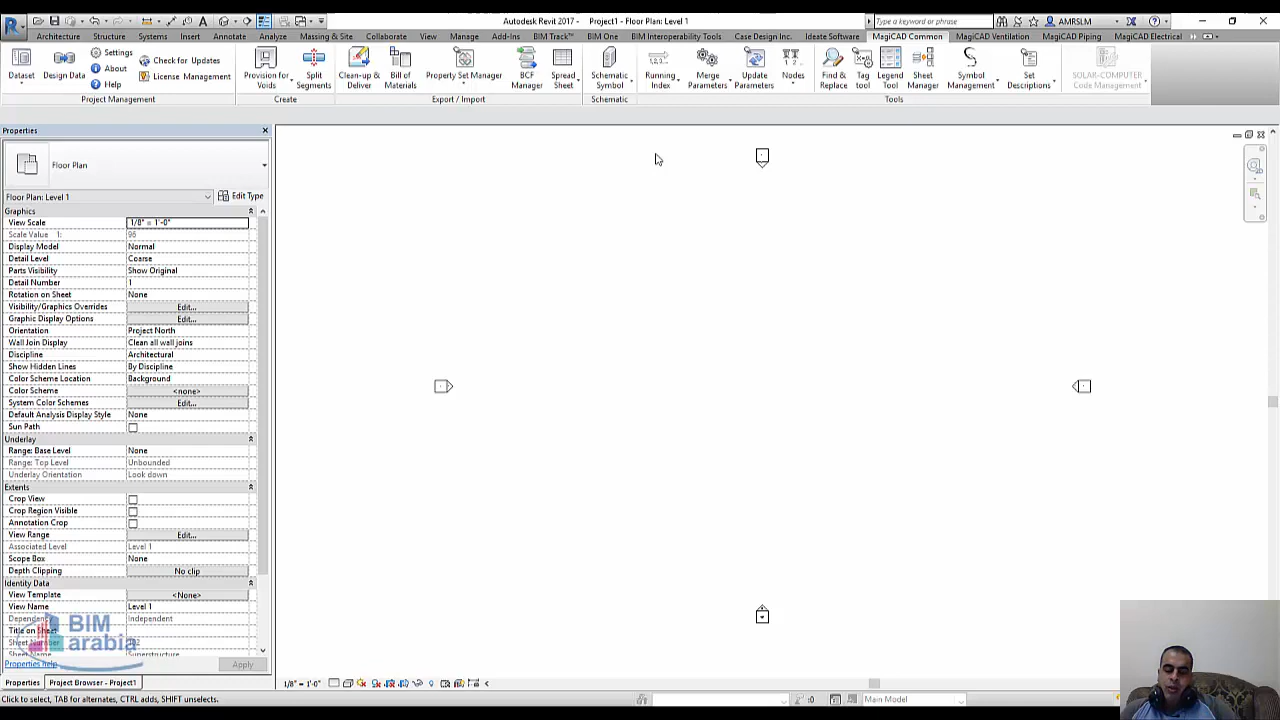 Autodesk Revit 2017 - Project1 - Floor Plan: Level 1
Type a keyword or phrase
AMRSLM
Architecture Structure Systems Insert Annotate Analyze Massing & Site Collaborate View Manage Add-Ins BIM Track™ BIM One BIM Interoperability Tools Case Design Inc. Ideate Software MagiCAD Common MagiCAD Ventilation MagiCAD Piping MagiCAD Electrical
Dataset
Design Data
Settings
About
Help
Check for Updates
License Management
Provision for Voids
Split Segments
Clean-up & Deliver
Bill of Materials
Property Set Manager
BCF Manager
Spread Sheet
Schematic Symbol
Running Index
Merge Parameters
Update Parameters
Nodes
Find & Replace
Tag tool
Legend Tool
Sheet Manager
Symbol Management
Set Descriptions
SOLAR-COMPUTER Code Management
Project Management
Create
Export / Import
Schematic
Tools
Properties
Floor Plan
Floor Plan: Level 1
Edit Type
Graphics
View Scale 1/8" = 1'-0"
Scale Value 1: 96
Display Model Normal
Detail Level Coarse
Parts Visibility Show Original
Detail Number 1
Rotation on Sheet None
Visibility/Graphics Overrides Edit...
Graphic Display Options Edit...
Orientation Project North
Wall Join Display Clean all wall joins
Discipline Architectural
Show Hidden Lines By Discipline
Color Scheme Location Background
Color Scheme <none>
System Color Schemes Edit...
Default Analysis Display Style None
Sun Path
Underlay
Range: Base Level None
Range: Top Level Unbounded
Underlay Orientation Look down
Extents
Crop View
Crop Region Visible
Annotation Crop
View Range Edit...
Associated Level Level 1
Scope Box None
Depth Clipping No clip
Identity Data
View Template <None>
View Name Level 1
Dependency Independent
Title on Sheet
Sheet Number
Sheet Name
BIM
arabia
Properties help
Apply
Properties
Project Browser - Project1
1/8" = 1'-0"
Click to select, TAB for alternates, CTRL adds, SHIFT unselects.
:0
Main Model